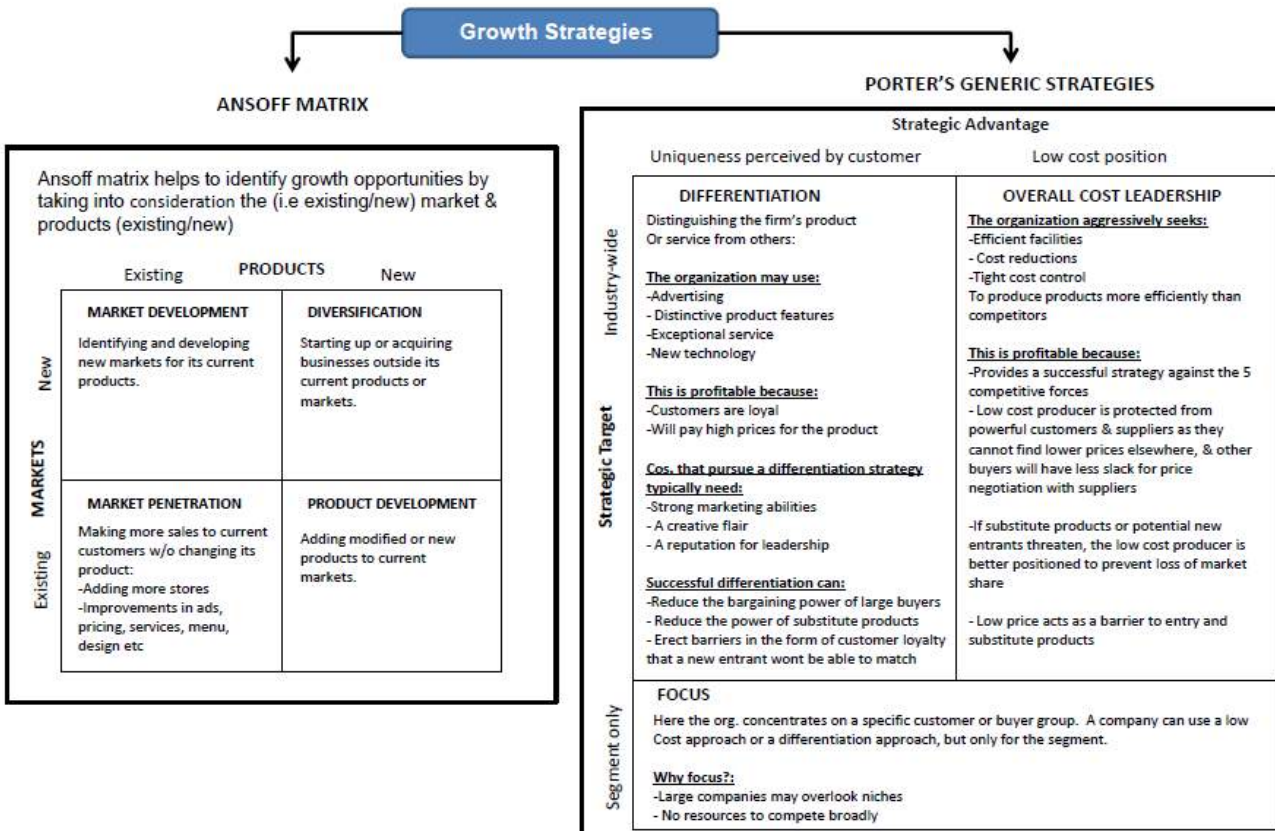 Growth Strategies
ANSOFF MATRIX
Ansoff matrix helps to identify growth opportunities by
taking into consideration the (i.e existing/new) market &
products (existing/new)
PRODUCTS
Existing
New
MARKETS
New
Existing
MARKET DEVELOPMENT
Identifying and developing
new markets for its current
products.
DIVERSIFICATION
Starting up or acquiring
businesses outside its
current products or
markets.
MARKET PENETRATION
Making more sales to current
customers w/o changing its
product:
-Adding more stores
-Improvements in ads,
pricing, services, menu,
design etc
PRODUCT DEVELOPMENT
Adding modified or new
products to current
markets.
PORTER'S GENERIC STRATEGIES
Strategic Advantage
Uniqueness perceived by customer
Low cost position
Strategic Target
Industry-wide
DIFFERENTIATION
Distinguishing the firm's product
Or service from others:
The organization may use:
-Advertising
- Distinctive product features
-Exceptional service
-New technology
This is profitable because:
-Customers are loyal
-Will pay high prices for the product
Cos. that pursue a differentiation strategy
typically need:
-Strong marketing abilities
- A creative flair
- A reputation for leadership
Successful differentiation can:
-Reduce the bargaining power of large buyers
- Reduce the power of substitute products
- Erect barriers in the form of customer loyalty
that a new entrant wont be able to match
OVERALL COST LEADERSHIP
The organization aggressively seeks:
-Efficient facilities
- Cost reductions
-Tight cost control
To produce products more efficiently than
competitors
This is profitable because:
-Provides a successful strategy against the 5
competitive forces
- Low cost producer is protected from
powerful customers & suppliers as they
cannot find lower prices elsewhere, & other
buyers will have less slack for price
negotiation with suppliers
-If substitute products or potential new
entrants threaten, the low cost producer is
better positioned to prevent loss of market
share
- Low price acts as a barrier to entry and
substitute products
Segment only
FOCUS
Here the org. concentrates on a specific customer or buyer group. A company can use a low
Cost approach or a differentiation approach, but only for the segment.
Why focus?:
-Large companies may overlook niches
- No resources to compete broadly